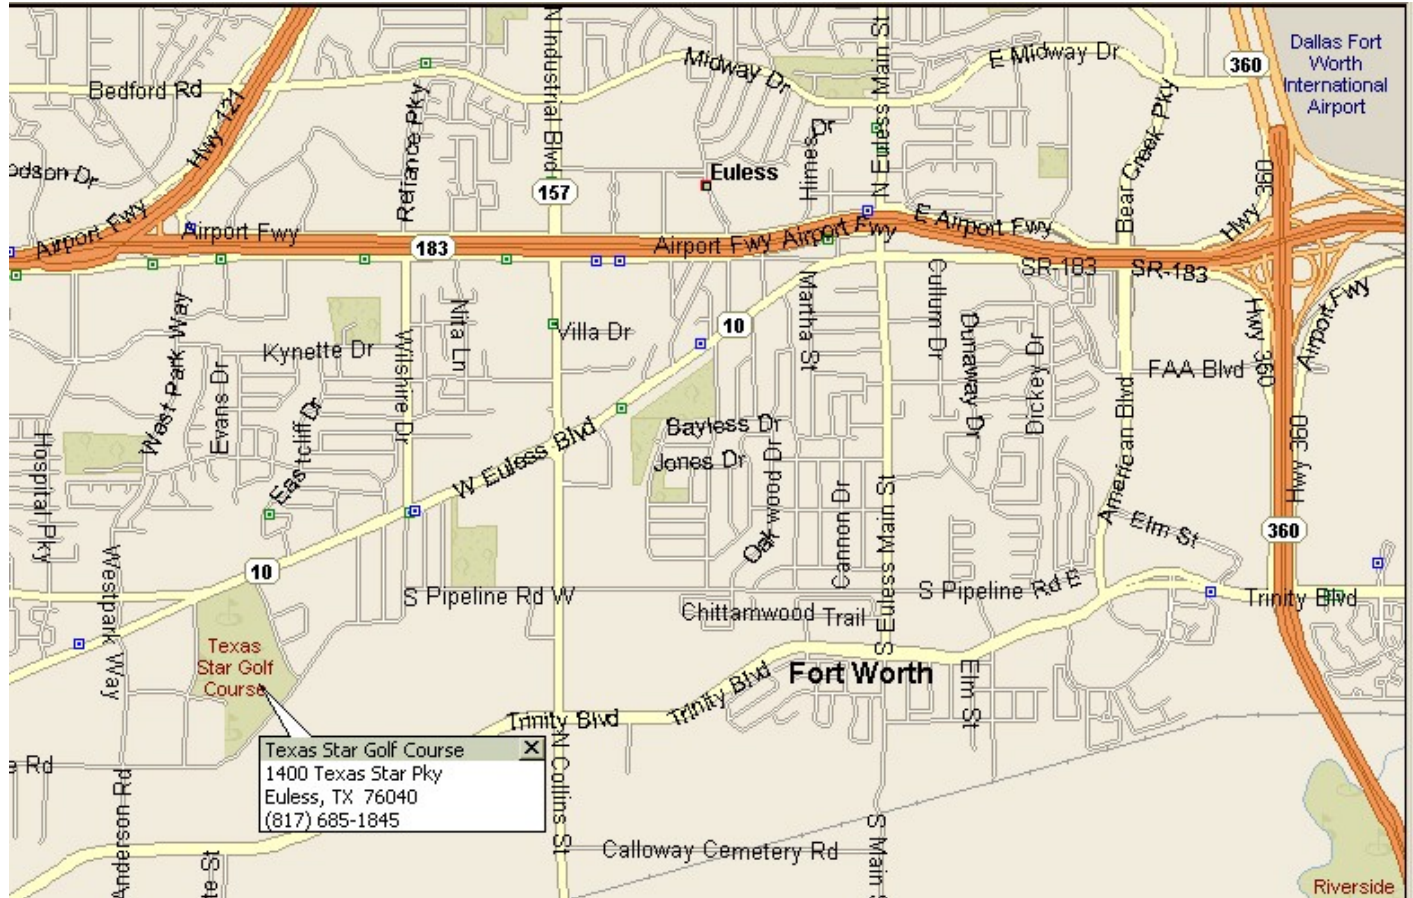 Bedford Rd
Hwy 121
N Industrial Blvd
Midway Dr
N Euless Main St
E Midway Dr
360
Dallas Fort
Worth
International
Airport
Reliance Pky
Himes Dr
Bear Creek Pky
Euless
157
Airport Fwy
Airport Fwy
183
Airport Fwy
Airport Fwy
E Airport Fwy
Hwy 360
SR-183
SR-183
West Park Way
Nita Ln
Villa Dr
10
Martha St
Cullum Dr
Dunaway Dr
Dickey Dr
Hwy 360
Airport Fwy
Kynette Dr
Wilshire Dr
Evans Dr
FAA Blvd
Eastcliff Dr
Bayless Dr
Jones Dr
American Blvd
Hospital Pky
W Euless Blvd
Oakwood Dr
Cannon Dr
S Euless Main St
Hwy 360
Elm St
360
10
Westpark Way
S Pipeline Rd W
S Pipeline Rd E
Trinity Blvd
Chittamwood Trail
Texas
Star Golf
Course
Trinity Blvd
Fort Worth
Elm St
Trinity Blvd
Texas Star Golf Course
1400 Texas Star Pky
Euless, TX 76040
(817) 685-1845
e Rd
Anderson Rd
N Collins St
Calloway Cemetery Rd
S Main S
Riverside